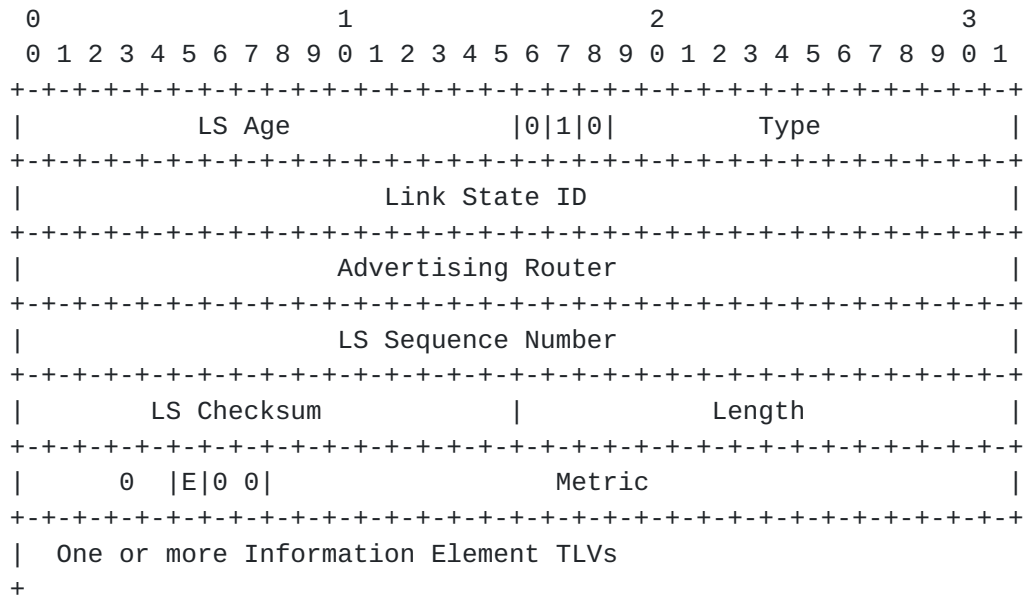 0                   1                   2                   3
 0 1 2 3 4 5 6 7 8 9 0 1 2 3 4 5 6 7 8 9 0 1 2 3 4 5 6 7 8 9 0 1
+-+-+-+-+-+-+-+-+-+-+-+-+-+-+-+-+-+-+-+-+-+-+-+-+-+-+-+-+-+-+-+-+
|           LS Age              |0|1|0|         Type            |
+-+-+-+-+-+-+-+-+-+-+-+-+-+-+-+-+-+-+-+-+-+-+-+-+-+-+-+-+-+-+-+-+
|                       Link State ID                           |
+-+-+-+-+-+-+-+-+-+-+-+-+-+-+-+-+-+-+-+-+-+-+-+-+-+-+-+-+-+-+-+-+
|                    Advertising Router                         |
+-+-+-+-+-+-+-+-+-+-+-+-+-+-+-+-+-+-+-+-+-+-+-+-+-+-+-+-+-+-+-+-+
|                    LS Sequence Number                         |
+-+-+-+-+-+-+-+-+-+-+-+-+-+-+-+-+-+-+-+-+-+-+-+-+-+-+-+-+-+-+-+-+
|        LS Checksum            |            Length             |
+-+-+-+-+-+-+-+-+-+-+-+-+-+-+-+-+-+-+-+-+-+-+-+-+-+-+-+-+-+-+-+-+
|      0  |E|0 0|                  Metric                       |
+-+-+-+-+-+-+-+-+-+-+-+-+-+-+-+-+-+-+-+-+-+-+-+-+-+-+-+-+-+-+-+-+
|  One or more Information Element TLVs
+